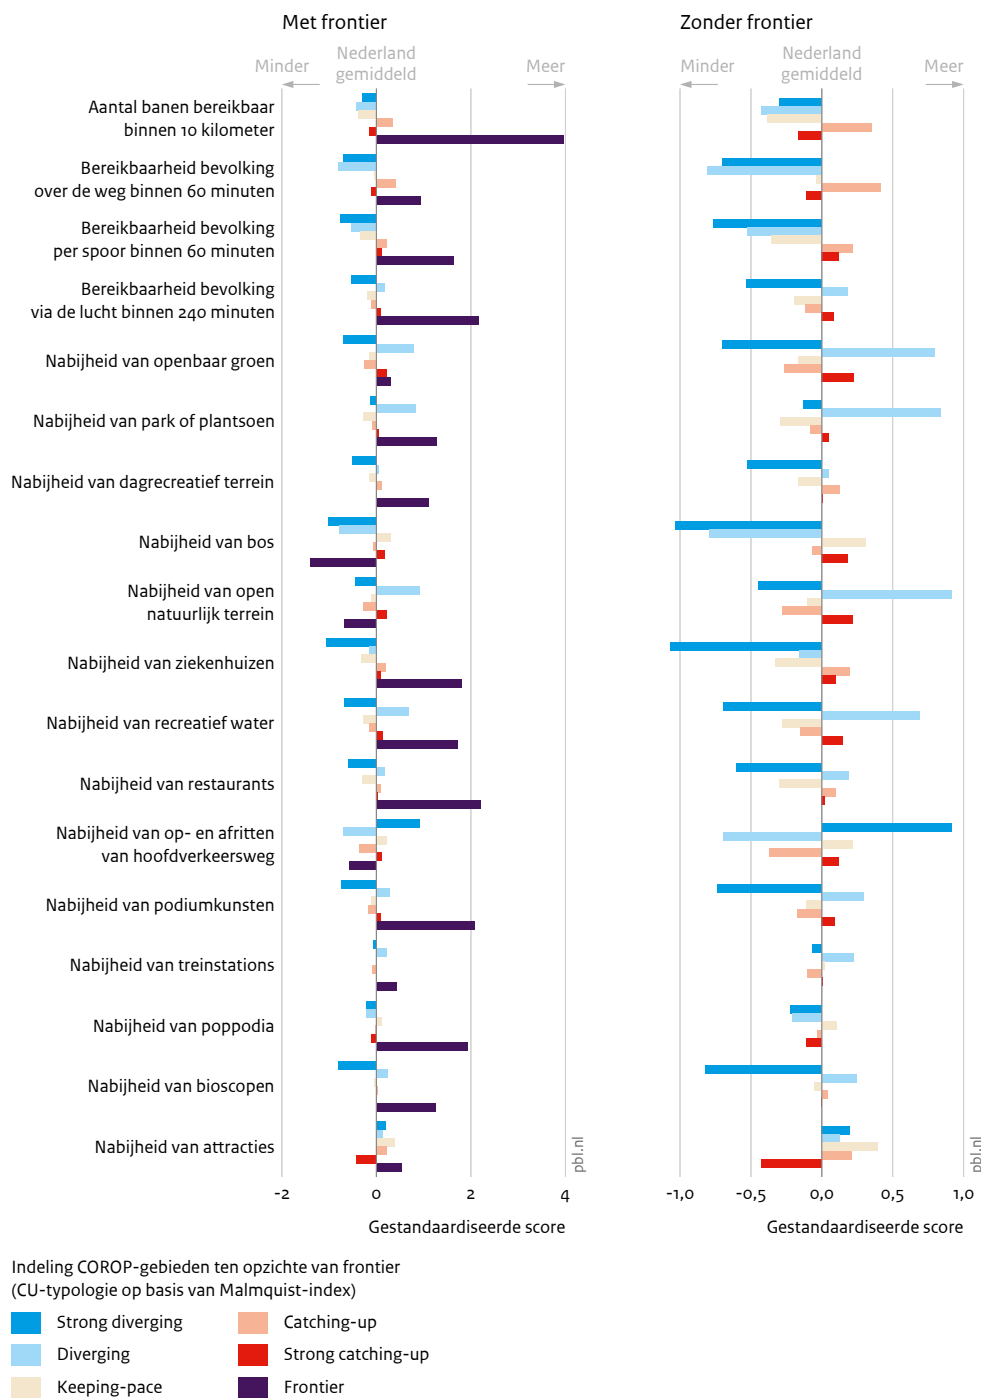 Met frontier
Zonder frontier
Minder
Nederland
gemiddeld
Meer
Minder
Nederland
gemiddeld
Meer
Aantal banen bereikbaar
binnen 10 kilometer
Bereikbaarheid bevolking
over de weg binnen 60 minuten
Bereikbaarheid bevolking
per spoor binnen 60 minuten
Bereikbaarheid bevolking
via de lucht binnen 240 minuten
Nabijheid van openbaar groen
Nabijheid van park of plantsoen
Nabijheid van dagrecreatief terrein
Nabijheid van bos
Nabijheid van open
natuurlijk terrein
Nabijheid van ziekenhuizen
Nabijheid van recreatief water
Nabijheid van restaurants
Nabijheid van op- en afritten
van hoofdverkeersweg
Nabijheid van podiumkunsten
Nabijheid van treinstations
Nabijheid van poppodia
Nabijheid van bioscopen
Nabijheid van attracties
pbl.nl
pbl.nl
-2 0 2 4
-1,0 -0,5 0,0 0,5 1,0
Gestandaardiseerde score
Gestandaardiseerde score
Indeling COROP-gebieden ten opzichte van frontier
(CU-typologie op basis van Malmquist-index)
Strong diverging
Diverging
Keeping-pace
Catching-up
Strong catching-up
Frontier